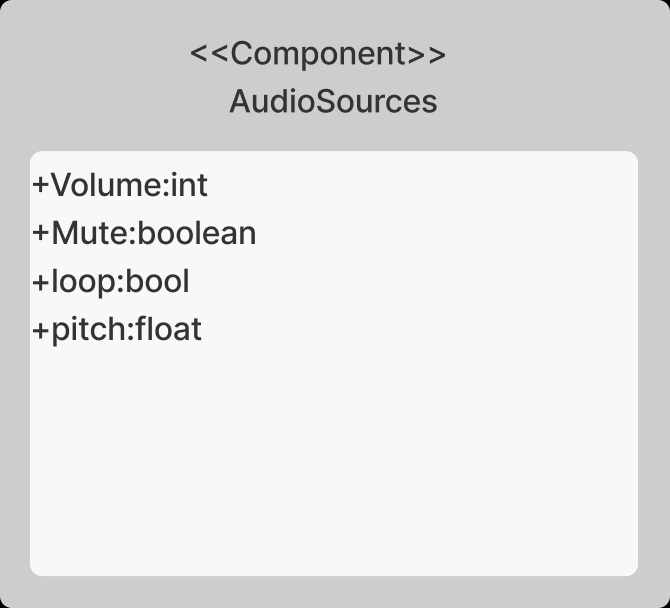 <<Component>>
AudioSources
+Volume:int
+Mute:boolean
+loop:bool
+pitch:float